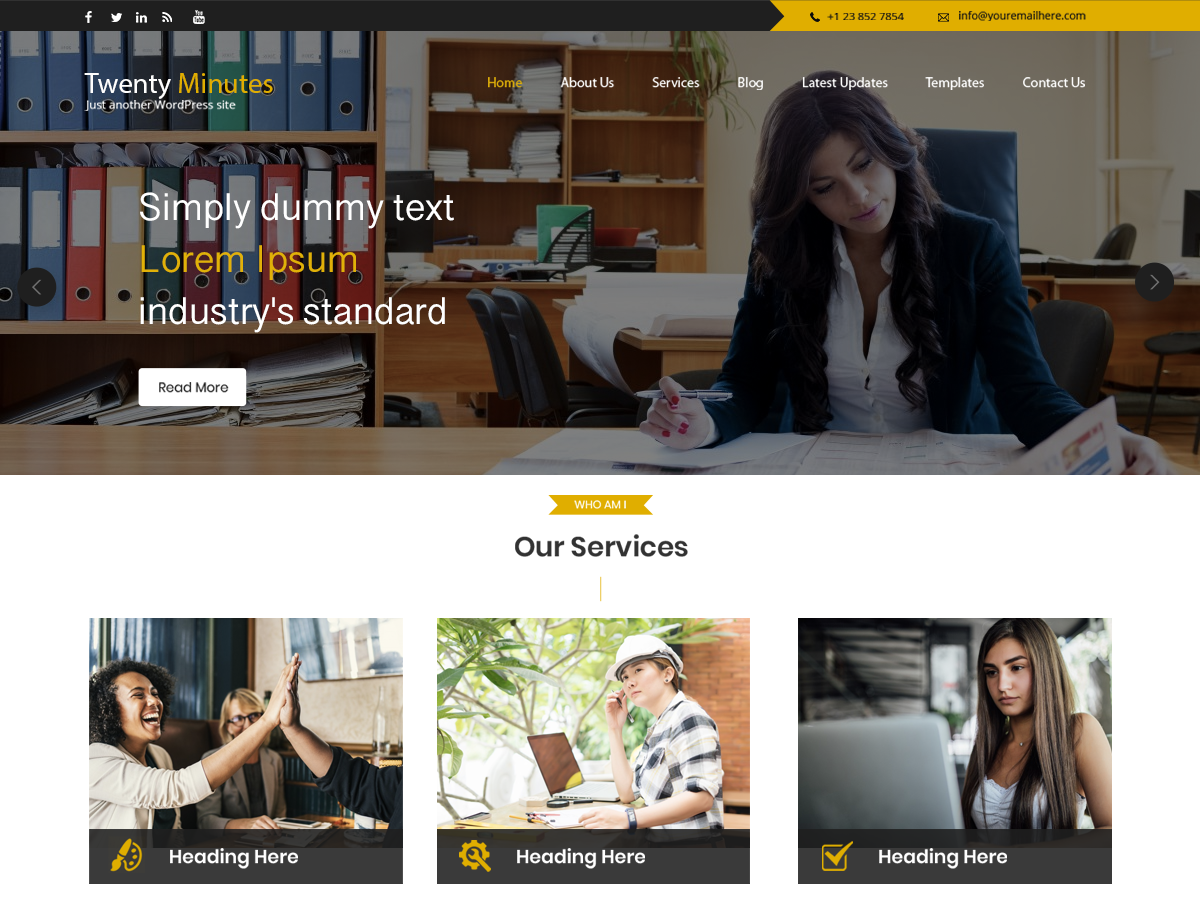 You
Tube
+1 23 852 7854
info@youremailhere.com
Twenty Minutes
Just another WordPress site
Home
About Us
Services
Blog
Latest Updates
Templates
Contact Us
Simply dummy text
Lorem Ipsum
industry's standard
Read More
WHO AM I
Our Services
Heading Here
Heading Here
Heading Here